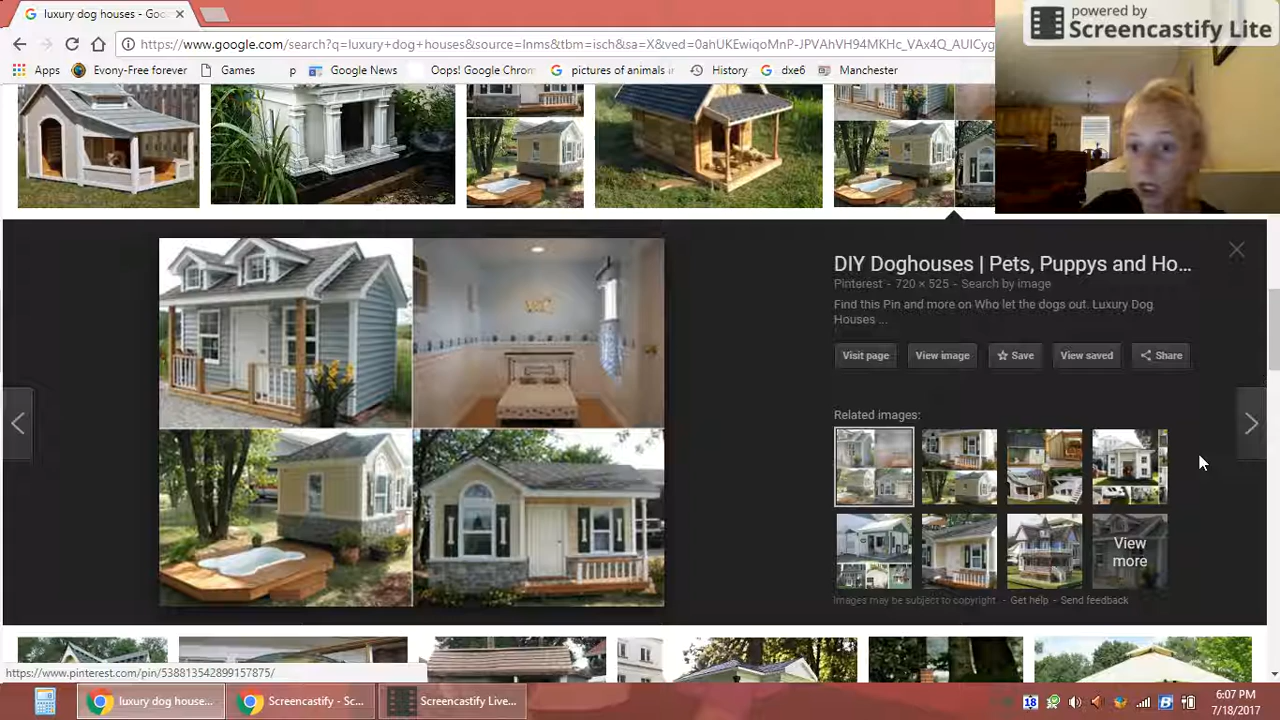 luxury dog houses - Goo
powered by
Screencastify Lite
https://www.google.com/search?q=luxury+dog+houses&source=lnms&tbm=isch&sa=X&ved=0ahUKEwiqoMnP-JPVAhVH94MKHc_VAx4Q_AUICyg
Apps Evony-Free forever Games p Google News Oops! Google Chrom pictures of animals i History dxe6 Manchester
DIY Doghouses | Pets, Puppys and Ho...
Pinterest - 720 × 525 - Search by image
Find this Pin and more on Who let the dogs out. Luxury Dog
Houses ...
Visit page View image Save View saved Share
Related images:
View
more
Images may be subject to copyright. - Get help - Send feedback
https://www.pinterest.com/pin/538813542899157875/
luxury dog house... Screencastify - Sc... Screencastify Live...
18
6:07 PM
7/18/2017